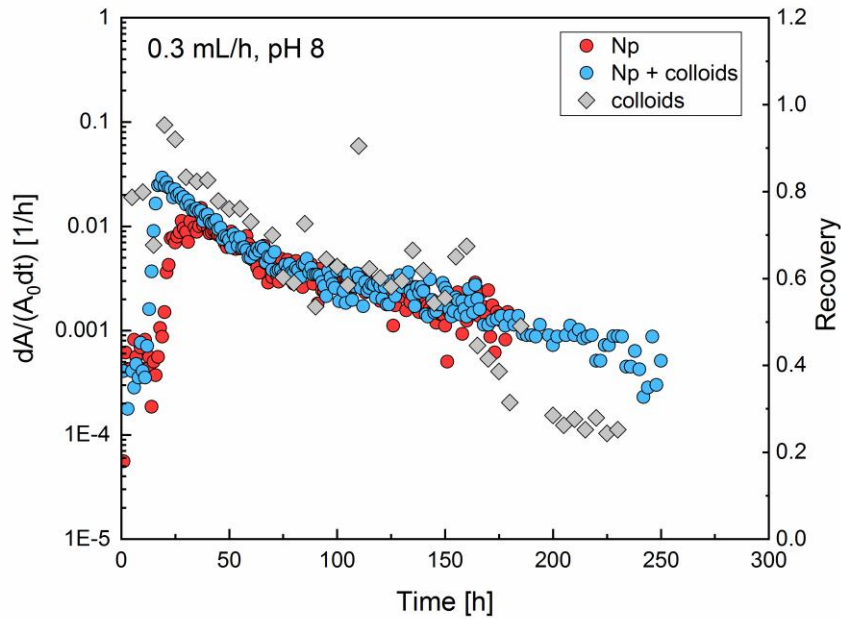 0.3 mL/h, pH 8
Np
Np + colloids
colloids
dA/(A₀dt) [1/h]
1
0.1
0.01
0.001
1E-4
1E-5
Recovery
1.2
1.0
0.8
0.6
0.4
0.2
0.0
0 50 100 150 200 250 300
Time [h]